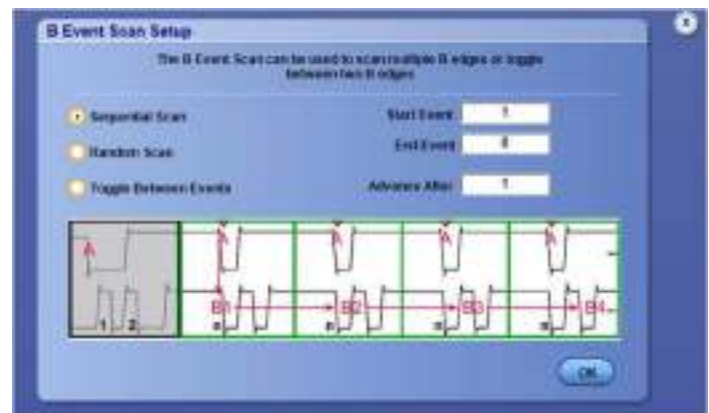 B Event Scan Setup
x
The B Event Scan can be used to scan multiple B edges or toggle
between two B edges
Sequential Scan
Start Event
1
Random Scan
End Event
Toggle Between Events
Advance After
1
A
A
A
A
A
1 2
B1
B2
B3
B4
OK